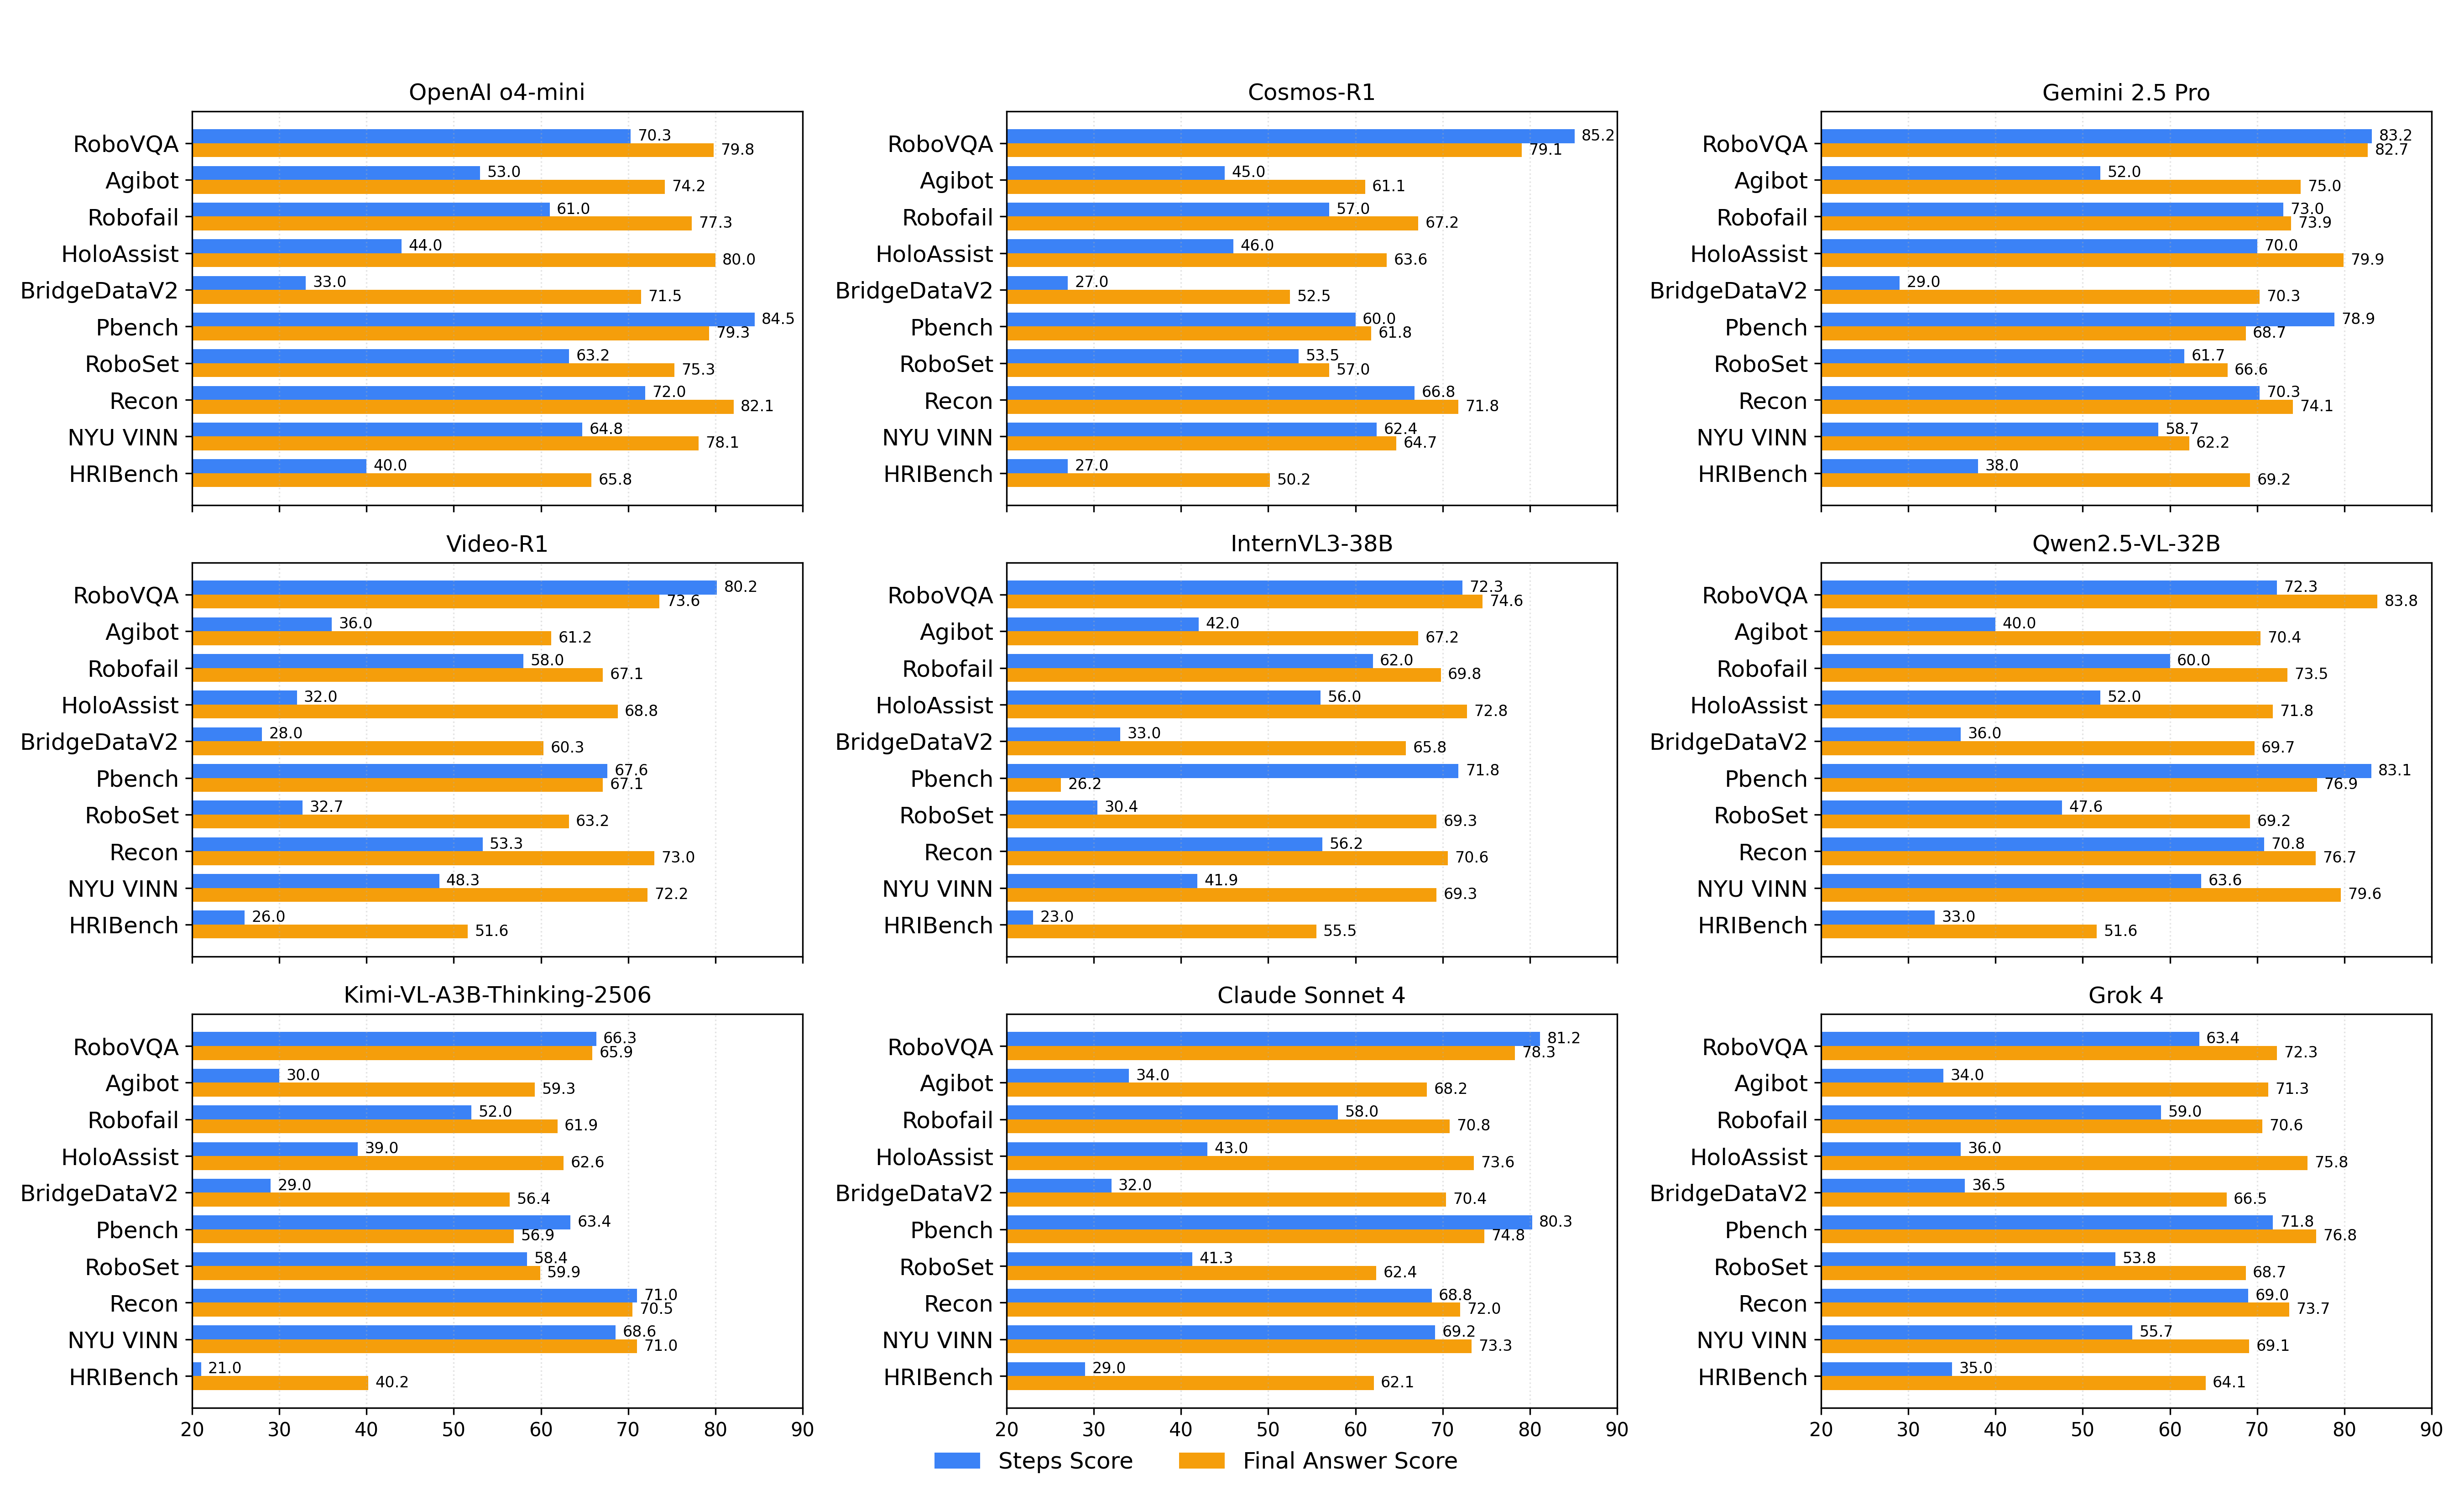 OpenAI o4-mini
RoboVQA 70.3 79.8
Agibot 53.0 74.2
Robofail 61.0 77.3
HoloAssist 44.0 80.0
BridgeDataV2 33.0 71.5
Pbench 84.5 79.3
RoboSet 63.2 75.3
Recon 72.0 82.1
NYU VINN 64.8 78.1
HRIBench 40.0 65.8
Cosmos-R1
RoboVQA 85.2 79.1
Agibot 45.0 61.1
Robofail 57.0 67.2
HoloAssist 46.0 63.6
BridgeDataV2 27.0 52.5
Pbench 60.0 61.8
RoboSet 53.5 57.0
Recon 66.8 71.8
NYU VINN 62.4 64.7
HRIBench 27.0 50.2
Gemini 2.5 Pro
RoboVQA 83.2 82.7
Agibot 52.0 75.0
Robofail 73.0 73.9
HoloAssist 70.0 79.9
BridgeDataV2 29.0 70.3
Pbench 78.9 68.7
RoboSet 61.7 66.6
Recon 70.3 74.1
NYU VINN 58.7 62.2
HRIBench 38.0 69.2
Video-R1
RoboVQA 80.2 73.6
Agibot 36.0 61.2
Robofail 58.0 67.1
HoloAssist 32.0 68.8
BridgeDataV2 28.0 60.3
Pbench 67.6 67.1
RoboSet 32.7 63.2
Recon 53.3 73.0
NYU VINN 48.3 72.2
HRIBench 26.0 51.6
InternVL3-38B
RoboVQA 72.3 74.6
Agibot 42.0 67.2
Robofail 62.0 69.8
HoloAssist 56.0 72.8
BridgeDataV2 33.0 65.8
Pbench 71.8 26.2
RoboSet 30.4 69.3
Recon 56.2 70.6
NYU VINN 41.9 69.3
HRIBench 23.0 55.5
Qwen2.5-VL-32B
RoboVQA 72.3 83.8
Agibot 40.0 70.4
Robofail 60.0 73.5
HoloAssist 52.0 71.8
BridgeDataV2 36.0 69.7
Pbench 83.1 76.9
RoboSet 47.6 69.2
Recon 70.8 76.7
NYU VINN 63.6 79.6
HRIBench 33.0 51.6
Kimi-VL-A3B-Thinking-2506
RoboVQA 66.3 65.9
Agibot 30.0 59.3
Robofail 52.0 61.9
HoloAssist 39.0 62.6
BridgeDataV2 29.0 56.4
Pbench 63.4 56.9
RoboSet 58.4 59.9
Recon 71.0 70.5
NYU VINN 68.6 71.0
HRIBench 21.0 40.2
20 30 40 50 60 70 80 90
Claude Sonnet 4
RoboVQA 81.2 78.3
Agibot 34.0 68.2
Robofail 58.0 70.8
HoloAssist 43.0 73.6
BridgeDataV2 32.0 70.4
Pbench 80.3 74.8
RoboSet 41.3 62.4
Recon 68.8 72.0
NYU VINN 69.2 73.3
HRIBench 29.0 62.1
20 30 40 50 60 70 80 90
Grok 4
RoboVQA 63.4 72.3
Agibot 34.0 71.3
Robofail 59.0 70.6
HoloAssist 36.0 75.8
BridgeDataV2 36.5 66.5
Pbench 71.8 76.8
RoboSet 53.8 68.7
Recon 69.0 73.7
NYU VINN 55.7 69.1
HRIBench 35.0 64.1
20 30 40 50 60 70 80 90
Steps Score Final Answer Score